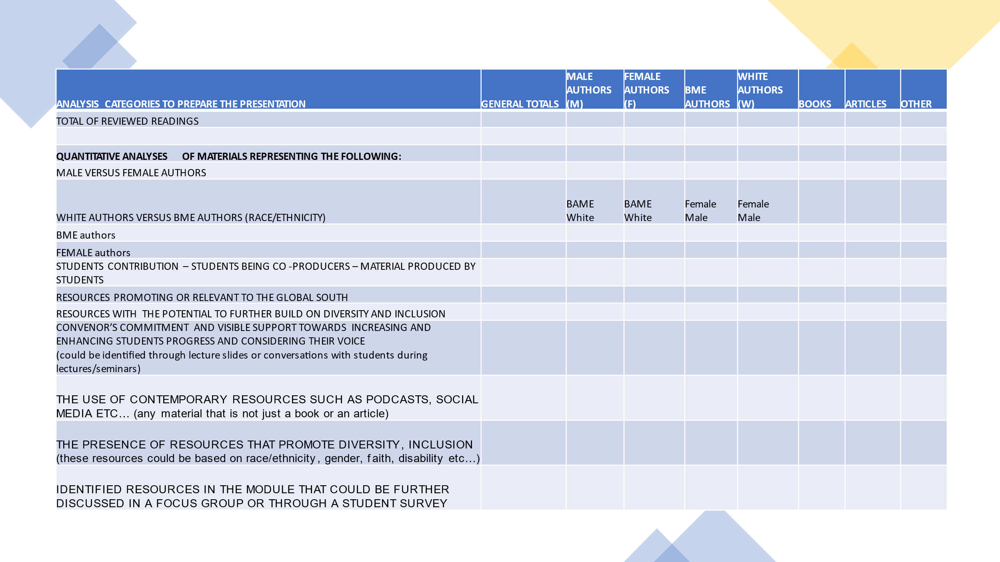 ANALYSIS CATEGORIES TO PREPARE THE PRESENTATION
GENERAL TOTALS
MALE
AUTHORS
(M)
FEMALE
AUTHORS
(F)
BME
AUTHORS
WHITE
AUTHORS
(W)
BOOKS
ARTICLES
OTHER
TOTAL OF REVIEWED READINGS
QUANTITATIVE ANALYSES OF MATERIALS REPRESENTING THE FOLLOWING:
MALE VERSUS FEMALE AUTHORS
WHITE AUTHORS VERSUS BME AUTHORS (RACE/ETHNICITY)
BAME
White
BAME
White
Female
Male
Female
Male
BME authors
FEMALE authors
STUDENTS CONTRIBUTION – STUDENTS BEING CO -PRODUCERS – MATERIAL PRODUCED BY
STUDENTS
RESOURCES PROMOTING OR RELEVANT TO THE GLOBAL SOUTH
RESOURCES WITH THE POTENTIAL TO FURTHER BUILD ON DIVERSITY AND INCLUSION
CONVENOR’S COMMITMENT AND VISIBLE SUPPORT TOWARDS INCREASING AND
ENHANCING STUDENTS PROGRESS AND CONSIDERING THEIR VOICE
(could be identified through lecture slides or conversations with students during
lectures/seminars)
THE USE OF CONTEMPORARY RESOURCES SUCH AS PODCASTS, SOCIAL
MEDIA ETC... (any material that is not just a book or an article)
THE PRESENCE OF RESOURCES THAT PROMOTE DIVERSITY, INCLUSION
(these resources could be based on race/ethnicity, gender, faith, disability etc...)
IDENTIFIED RESOURCES IN THE MODULE THAT COULD BE FURTHER
DISCUSSED IN A FOCUS GROUP OR THROUGH A STUDENT SURVEY